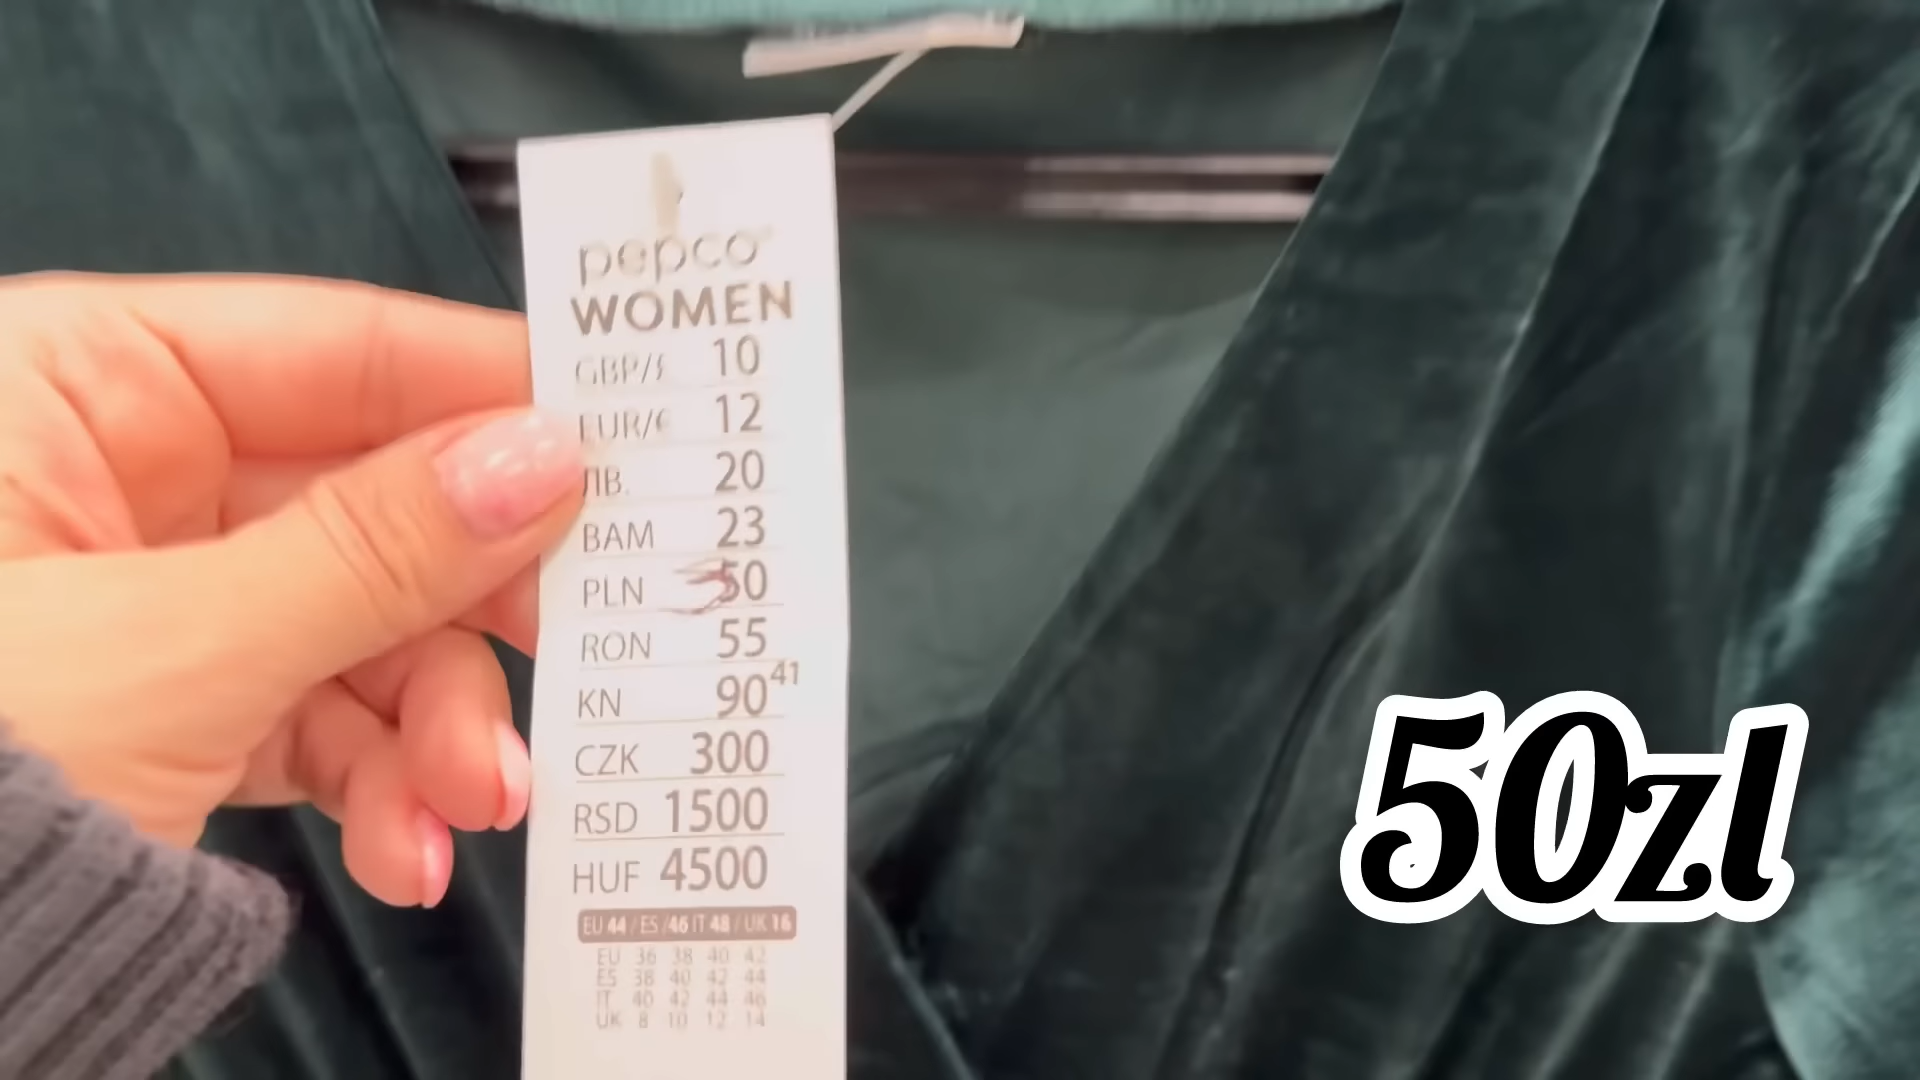 pepco
WOMEN
GBP/£ 10
EUR/€ 12
ЛВ. 20
BAM 23
PLN 50
RON 55
KN 90 41
CZK 300
RSD 1500
HUF 4500
EU 44 / ES /46 IT 48 / UK 16
EU 36 38 40 42
ES 38 40 42 44
IT 40 42 44 46
UK 8 10 12 14
50zl